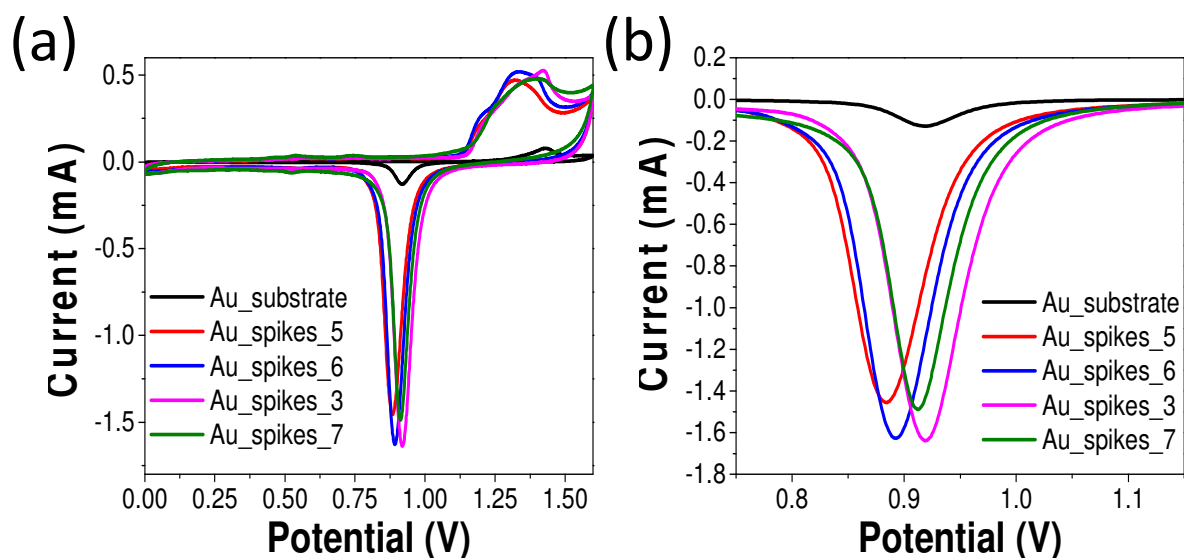 (a)
Current (mA)
0.5
0.0
-0.5
-1.0
-1.5
Au_substrate
Au_spikes_5
Au_spikes_6
Au_spikes_3
Au_spikes_7
0.00 0.25 0.50 0.75 1.00 1.25 1.50
Potential (V)
(b)
Current (mA)
0.2
0.0
-0.2
-0.4
-0.6
-0.8
-1.0
-1.2
-1.4
-1.6
-1.8
Au_substrate
Au_spikes_5
Au_spikes_6
Au_spikes_3
Au_spikes_7
0.8 0.9 1.0 1.1
Potential (V)